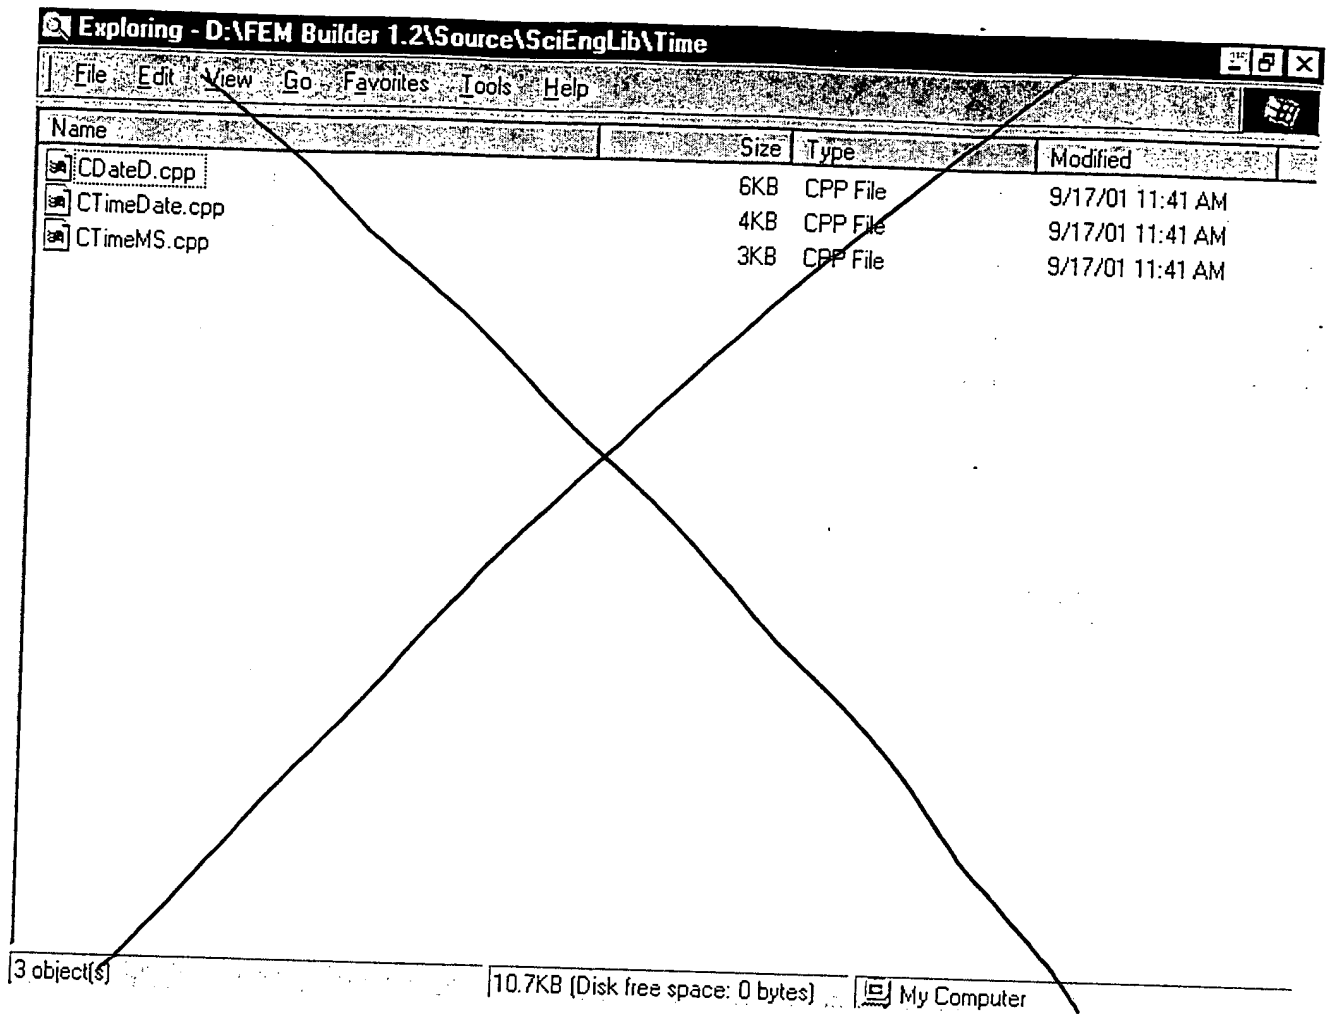 Exploring - D:\FEM Builder 1.2\Source\SciEngLib\Time
File Edit View Go Favorites Tools Help
Name Size Type Modified
CDateD.cpp 6KB CPP File 9/17/01 11:41 AM
CTimeDate.cpp 4KB CPP File 9/17/01 11:41 AM
CTimeMS.cpp 3KB CPP File 9/17/01 11:41 AM
3 object(s) 10.7KB (Disk free space: 0 bytes) My Computer